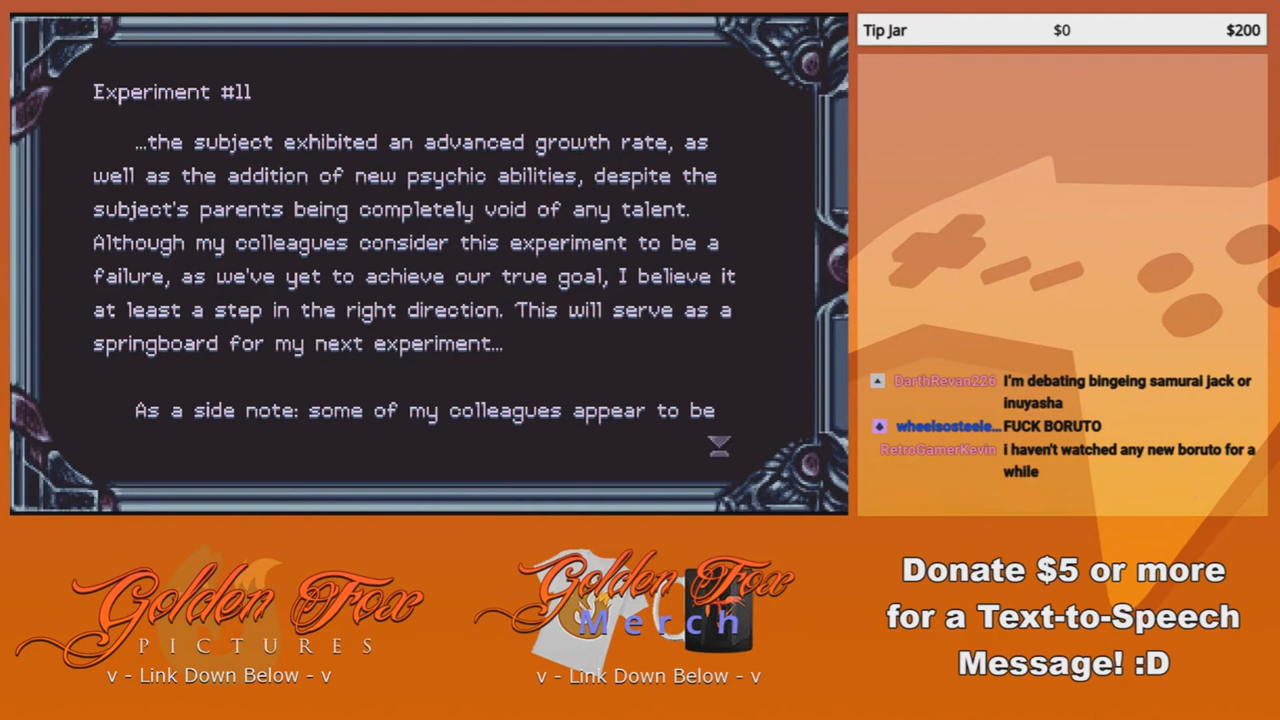 Experiment #11
...the subject exhibited an advanced growth rate, as
well as the addition of new psychic abilities, despite the
subject's parents being completely void of any talent.
Although my colleagues consider this experiment to be a
failure, as we've yet to achieve our true goal, I believe it
at least a step in the right direction. This will serve as a
springboard for my next experiment...
As a side note: some of my colleagues appear to be
Tip Jar $0 $200
DarthRevan226 I'm debating bingeing samurai jack or
inuyasha
wheelsosteele... FUCK BORUTO
RetroGamerKevin i haven't watched any new boruto for a
while
Golden Fox
PICTURES
v - Link Down Below - v
Golden Fox
Merch
v - Link Down Below - v
Donate $5 or more
for a Text-to-Speech
Message! :D